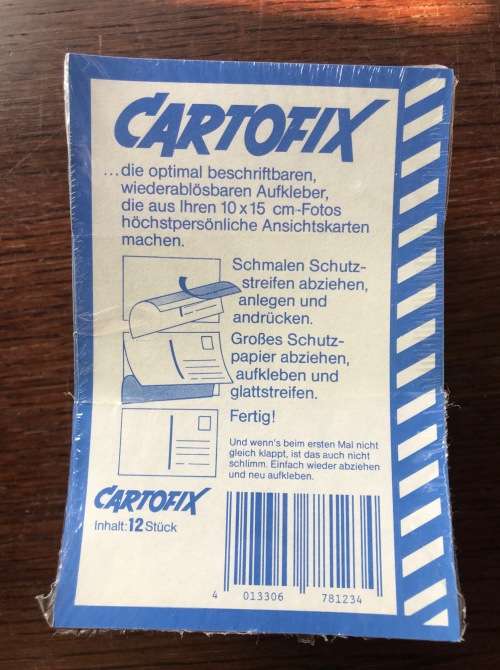 CARTOFIX
...die optimal beschriftbaren,
wiederablösbaren Aufkleber,
die aus Ihren 10 x 15 cm-Fotos
höchstpersönliche Ansichtskarten
machen.
Schmalen Schutz-
streifen abziehen,
anlegen und
andrücken.
Großes Schutz-
papier abziehen,
aufkleben und
glattstreifen.
Fertig!
Und wenn's beim ersten Mal nicht
gleich klappt, ist das auch nicht
schlimm. Einfach wieder abziehen
und neu aufkleben.
CARTOFIX
Inhalt: 12 Stück
4 013306 781234